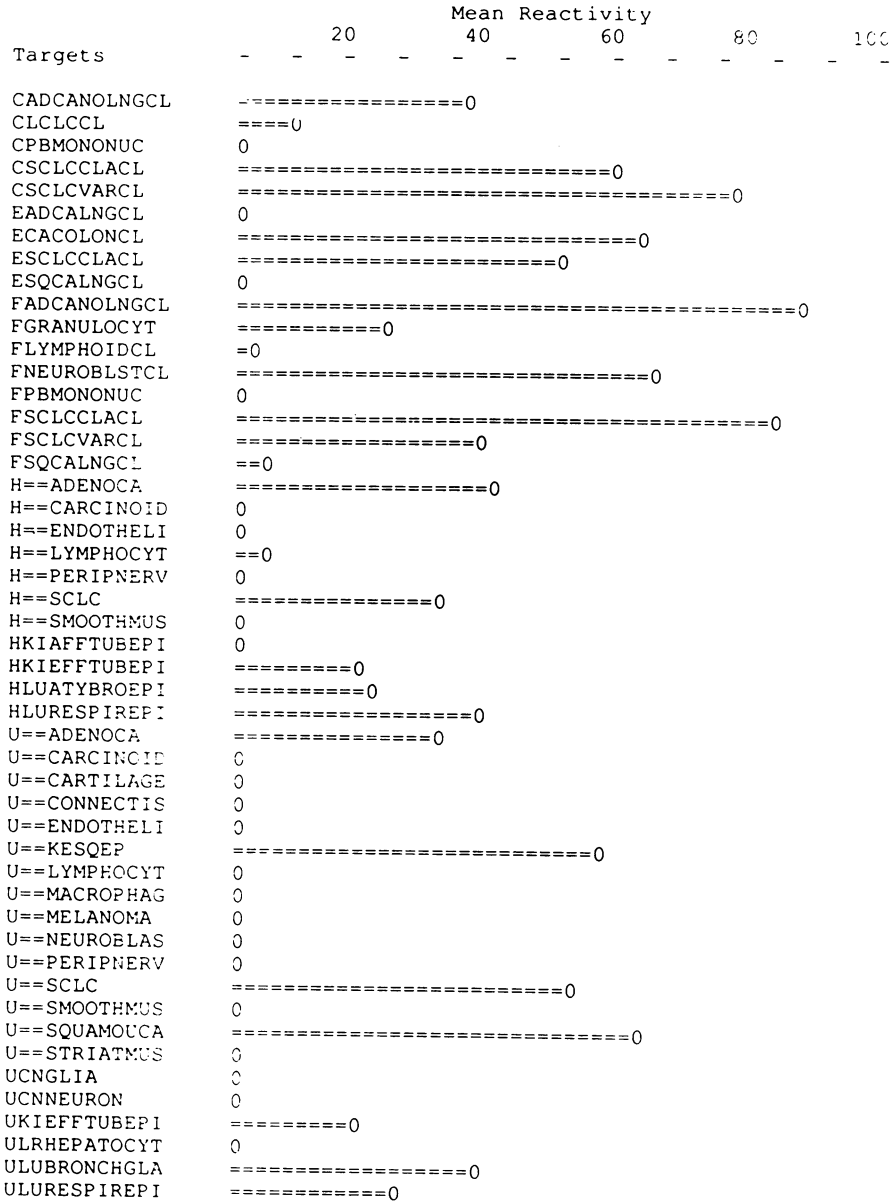 Mean Reactivity
20 40 60 80 100
Targets - - - - - - - - - - - - -
CADCANOLNGCL -=================0
CLCLCCL ====0
CPBMONONUC 0
CSCLCCLACL =============================0
CSCLCVARCL ======================================0
EADCALNGCL 0
ECACOLONCL ===============================0
ESCLCCLACL =========================0
ESQCALNGCL 0
FADCANOLNGCL ===========================================0
FGRANULOCYT ===========0
FLYMPHOIDCL =0
FNEUROBLSTCL ================================0
FPBMONONUC 0
FSCLCCLACL =========================================0
FSCLCVARCL ==================0
FSQCALNGCL ==0
H==ADENOCA ===================0
H==CARCINOID 0
H==ENDOTHELI 0
H==LYMPHOCYT ==0
H==PERIPNERV 0
H==SCLC ===============0
H==SMOOTHMUS 0
HKIAFFTUBEPI 0
HKIEFFTUBEPI =========0
HLUATYBROEPI ==========0
HLURESPIREPI ==================0
U==ADENOCA ===============0
U==CARCINOID 0
U==CARTILAGE 0
U==CONNECTIS 0
U==ENDOTHELI 0
U==KESQEP ===========================0
U==LYMPHOCYT 0
U==MACROPHAG 0
U==MELANOMA 0
U==NEUROBLAS 0
U==PERIPNERV 0
U==SCLC =========================0
U==SMOOTHMUS 0
U==SQUAMOUCA ==============================0
U==STRIATMUS 0
UCNGLIA 0
UCNNEURON 0
UKIEFFTUBEPI =========0
ULRHEPATOCYT 0
ULUBRONCHGLA ==================0
ULURESPIREPI ============0